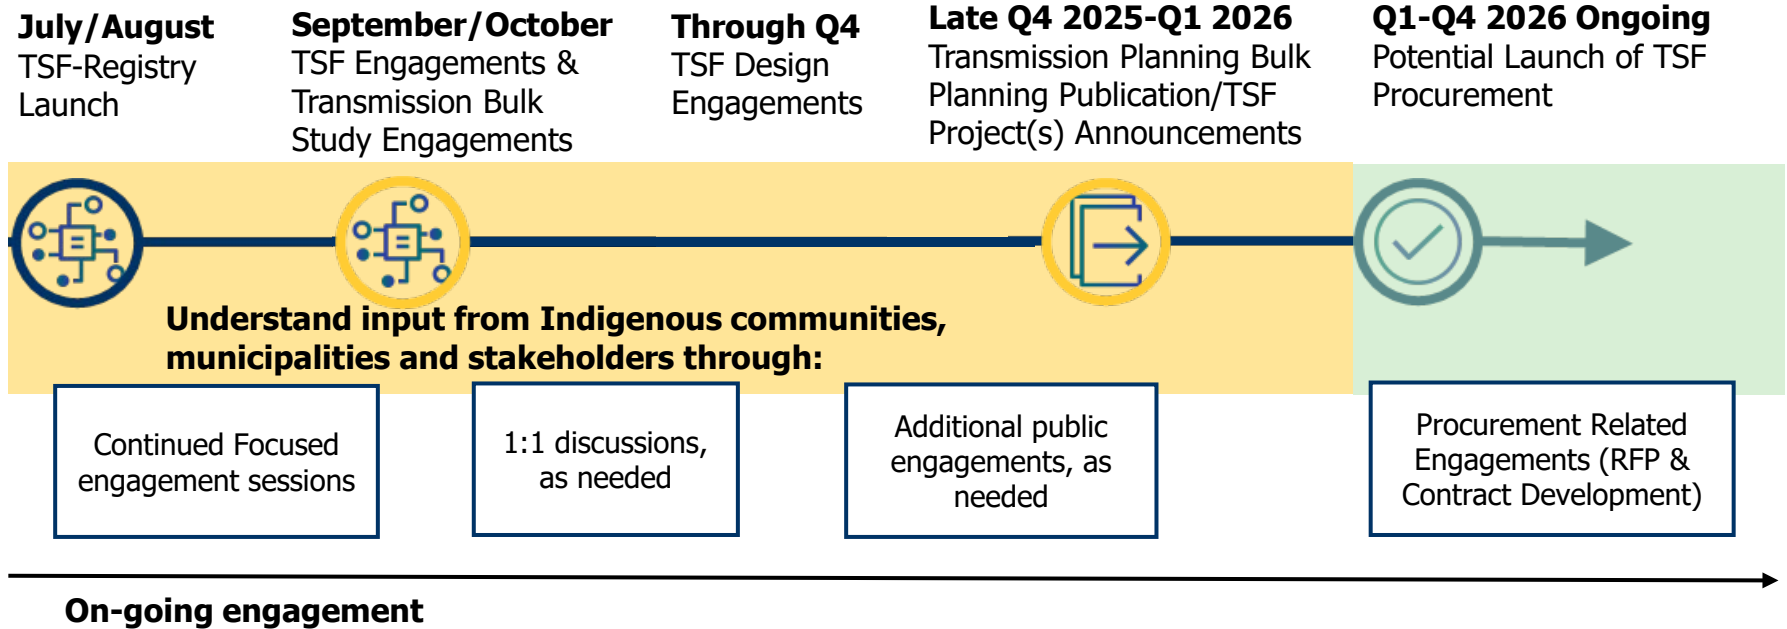 July/August
TSF-Registry
Launch
September/October
TSF Engagements &
Transmission Bulk
Study Engagements
Through Q4
TSF Design
Engagements
Late Q4 2025-Q1 2026
Transmission Planning Bulk
Planning Publication/TSF
Project(s) Announcements
Q1-Q4 2026 Ongoing
Potential Launch of TSF
Procurement
Understand input from Indigenous communities,
municipalities and stakeholders through:
Continued Focused
engagement sessions
1:1 discussions,
as needed
Additional public
engagements, as
needed
Procurement Related
Engagements (RFP &
Contract Development)
On-going engagement